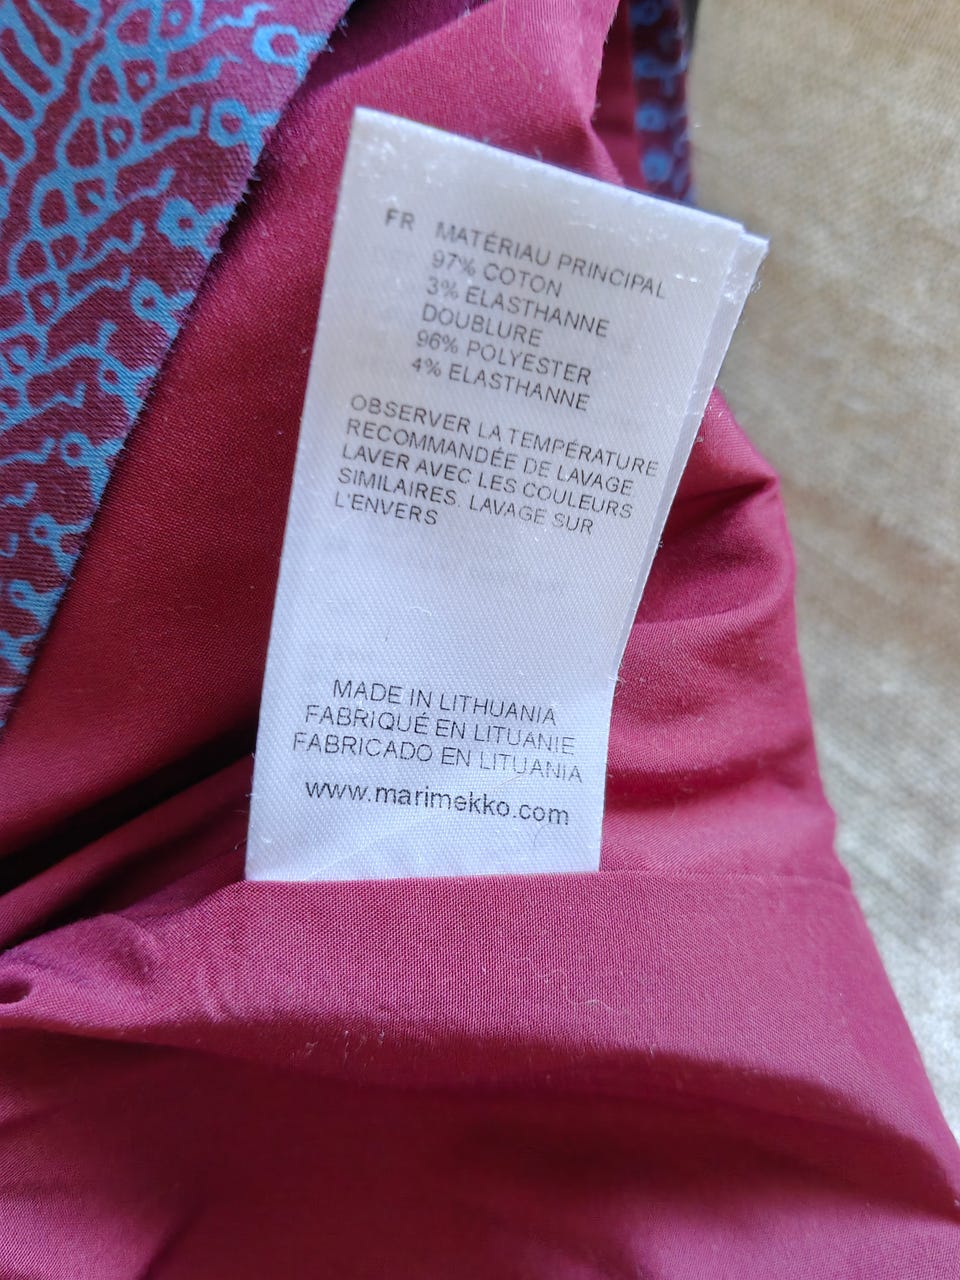 FR MATÉRIAU PRINCIPAL
97% COTON
3% ELASTHANNE
DOUBLURE
96% POLYESTER
4% ELASTHANNE
OBSERVER LA TEMPÉRATURE
RECOMMANDÉE DE LAVAGE
LAVER AVEC LES COULEURS
SIMILAIRES. LAVAGE SUR
L'ENVERS
MADE IN LITHUANIA
FABRIQUÉ EN LITUANIE
FABRICADO EN LITUANIA
www.marimekko.com